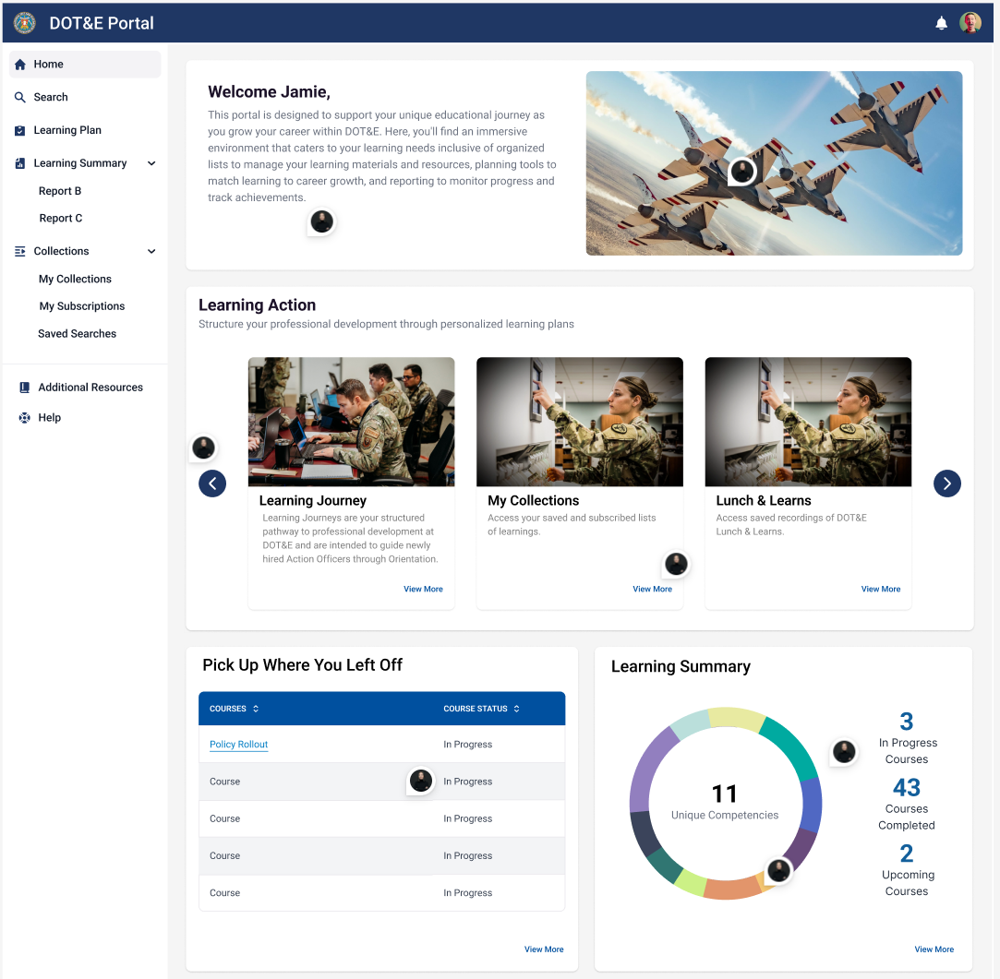 DOT&E Portal
Home
Search
Learning Plan
Learning Summary
Report B
Report C
Collections
My Collections
My Subscriptions
Saved Searches
Additional Resources
Help
Welcome Jamie,
This portal is designed to support your unique educational journey as
you grow your career within DOT&E. Here, you'll find an immersive
environment that caters to your learning needs inclusive of organized
lists to manage your learning materials and resources, planning tools to
match learning to career growth, and reporting to monitor progress and
track achievements.
Learning Action
Structure your professional development through personalized learning plans
Learning Journey
Learning Journeys are your structured
pathway to professional development at
DOT&E and are intended to guide newly
hired Action Officers through Orientation.
View More
My Collections
Access your saved and subscribed lists
of learnings.
View More
Lunch & Learns
Access saved recordings of DOT&E
Lunch & Learns.
View More
Pick Up Where You Left Off
COURSES COURSE STATUS
Policy Rollout In Progress
Course In Progress
Course In Progress
Course In Progress
Course In Progress
View More
Learning Summary
11
Unique Competencies
3
In Progress
Courses
43
Courses
Completed
2
Upcoming
Courses
View More